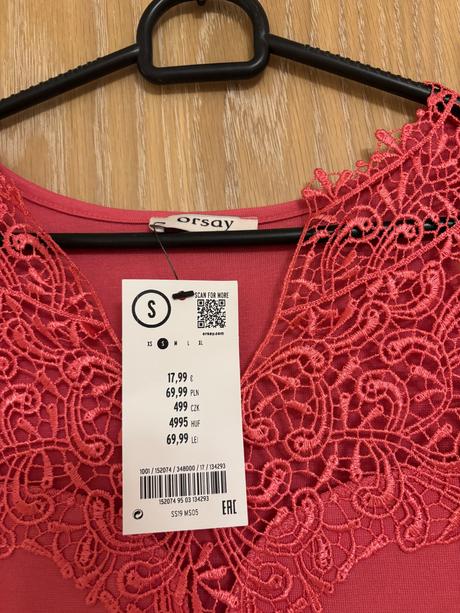 orsay
SCAN FOR MORE
S
orsay.com
XS S M L XL
17,99 €
69,99 PLN
499 CZK
4995 HUF
69,99 LEI
1001 / 152074 / 348000 / 17 / 134293
152074 95 03 134293
SS19 MS05
EAC